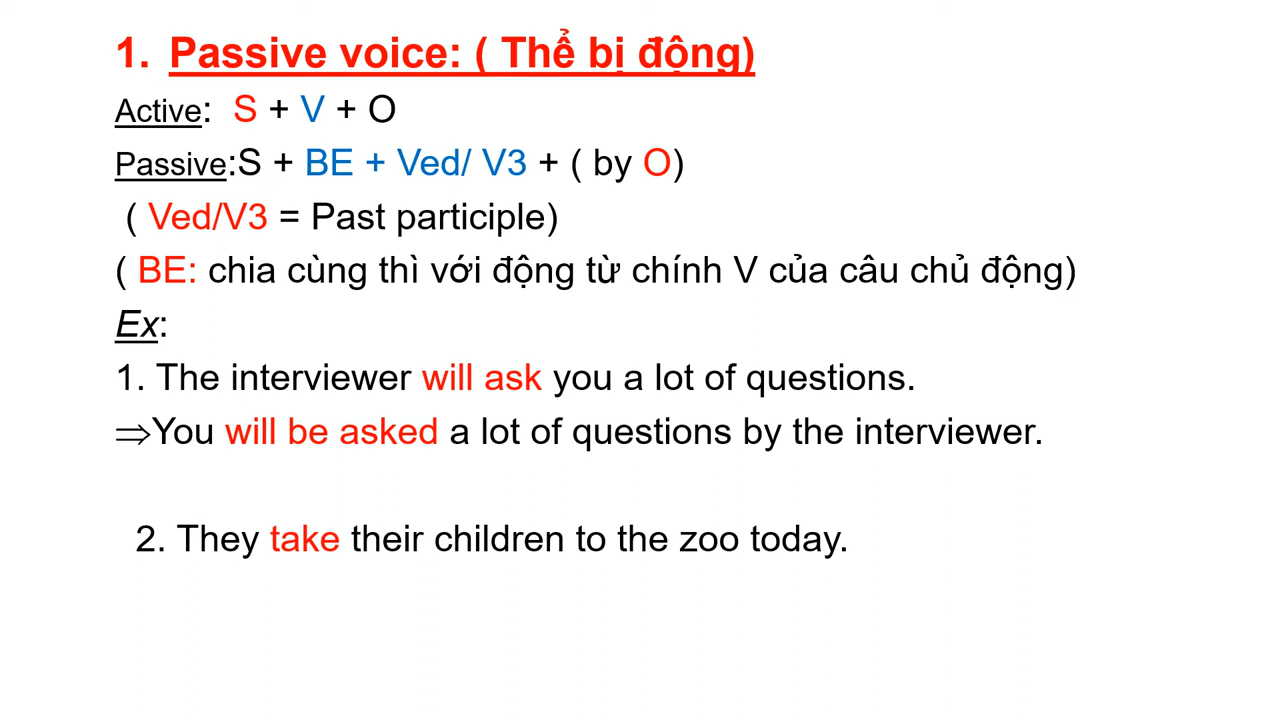 1. Passive voice: ( Thể bị động)
Active: S + V + O
Passive:S + BE + Ved/ V3 + ( by O)
( Ved/V3 = Past participle)
( BE: chia cùng thì với động từ chính V của câu chủ động)
Ex:
1. The interviewer will ask you a lot of questions.
⇒You will be asked a lot of questions by the interviewer.
2. They take their children to the zoo today.